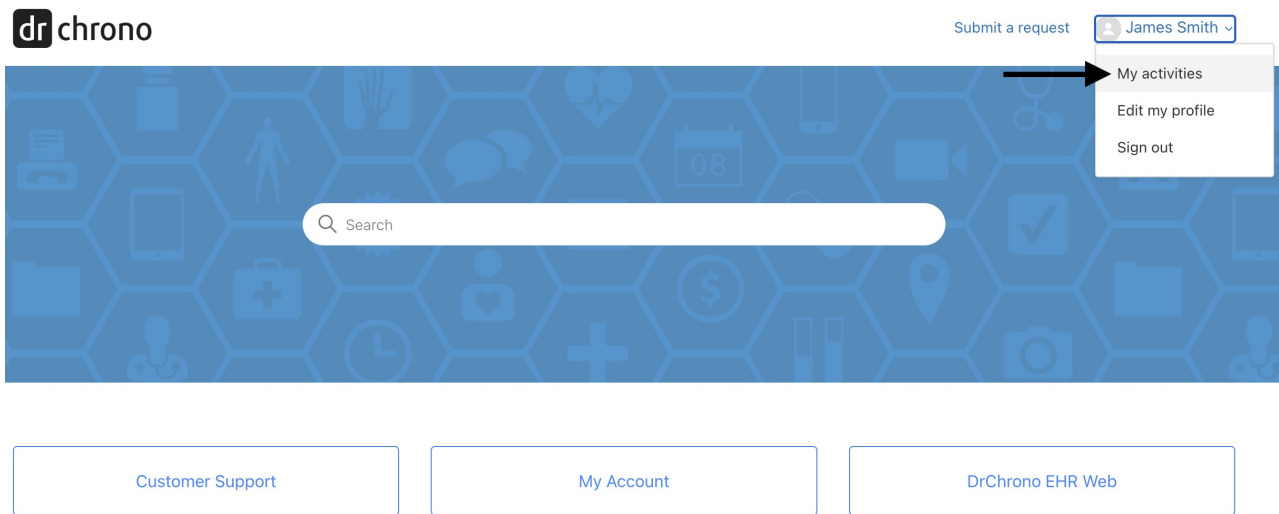 dr chrono
Submit a request
James Smith
My activities
Edit my profile
Sign out
08
Search
Customer Support
My Account
DrChrono EHR Web